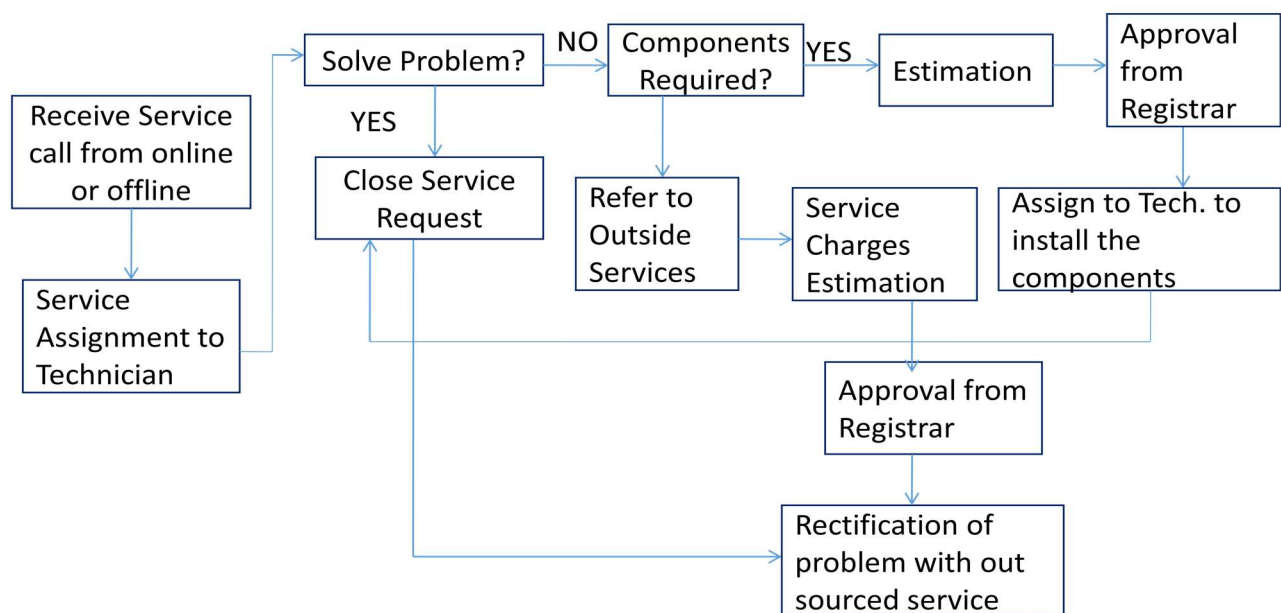 Receive Service
call from online
or offline
Service
Assignment to
Technician
Solve Problem?
NO
YES
Close Service
Request
Components
Required?
YES
Estimation
Approval
from
Registrar
Assign to Tech. to
install the
components
Refer to
Outside
Services
Service
Charges
Estimation
Approval from
Registrar
Rectification of
problem with out
sourced service